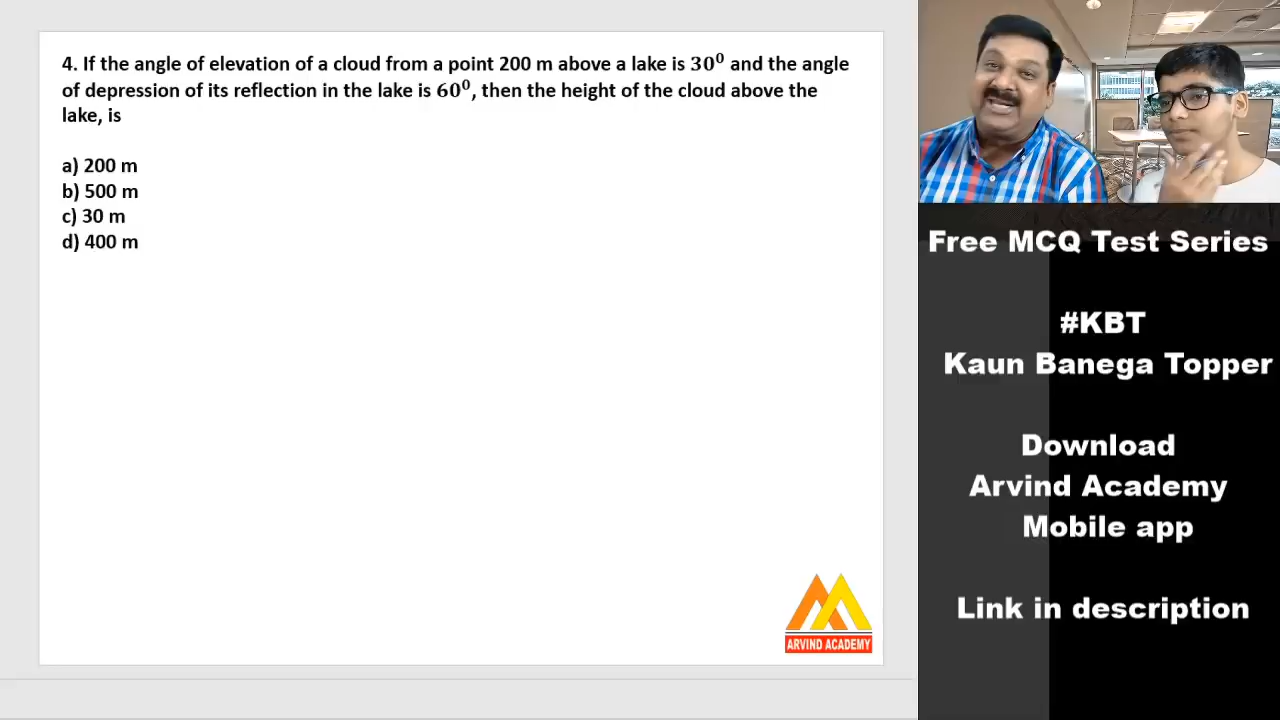 4. If the angle of elevation of a cloud from a point 200 m above a lake is 30⁰ and the angle
of depression of its reflection in the lake is 60⁰, then the height of the cloud above the
lake, is
a) 200 m
b) 500 m
c) 30 m
d) 400 m
ARVIND ACADEMY
Free MCQ Test Series
#KBT
Kaun Banega Topper
Download
Arvind Academy
Mobile app
Link in description